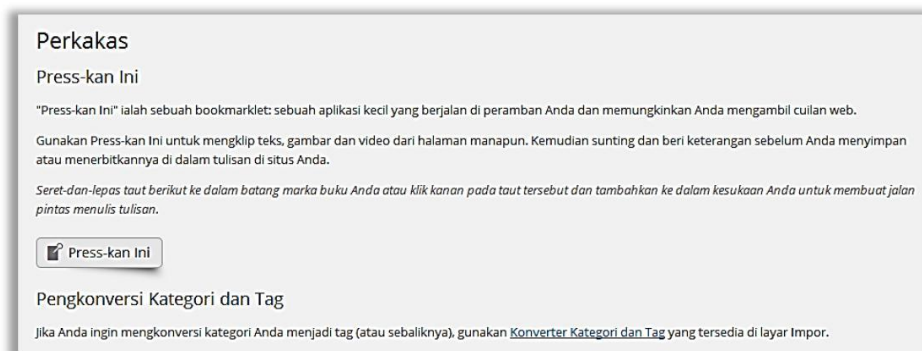 Perkakas
Press-kan Ini
"Press-kan Ini" ialah sebuah bookmarklet: sebuah aplikasi kecil yang berjalan di peramban Anda dan memungkinkan Anda mengambil cuilan web.
Gunakan Press-kan Ini untuk mengklip teks, gambar dan video dari halaman manapun. Kemudian sunting dan beri keterangan sebelum Anda menyimpan
atau menerbitkannya di dalam tulisan di situs Anda.
Seret-dan-lepas taut berikut ke dalam batang marka buku Anda atau klik kanan pada taut tersebut dan tambahkan ke dalam kesukaan Anda untuk membuat jalan
pintas menulis tulisan.
Press-kan Ini
Pengkonversi Kategori dan Tag
Jika Anda ingin mengkonversi kategori Anda menjadi tag (atau sebaliknya), gunakan Konverter Kategori dan Tag yang tersedia di layar Impor.